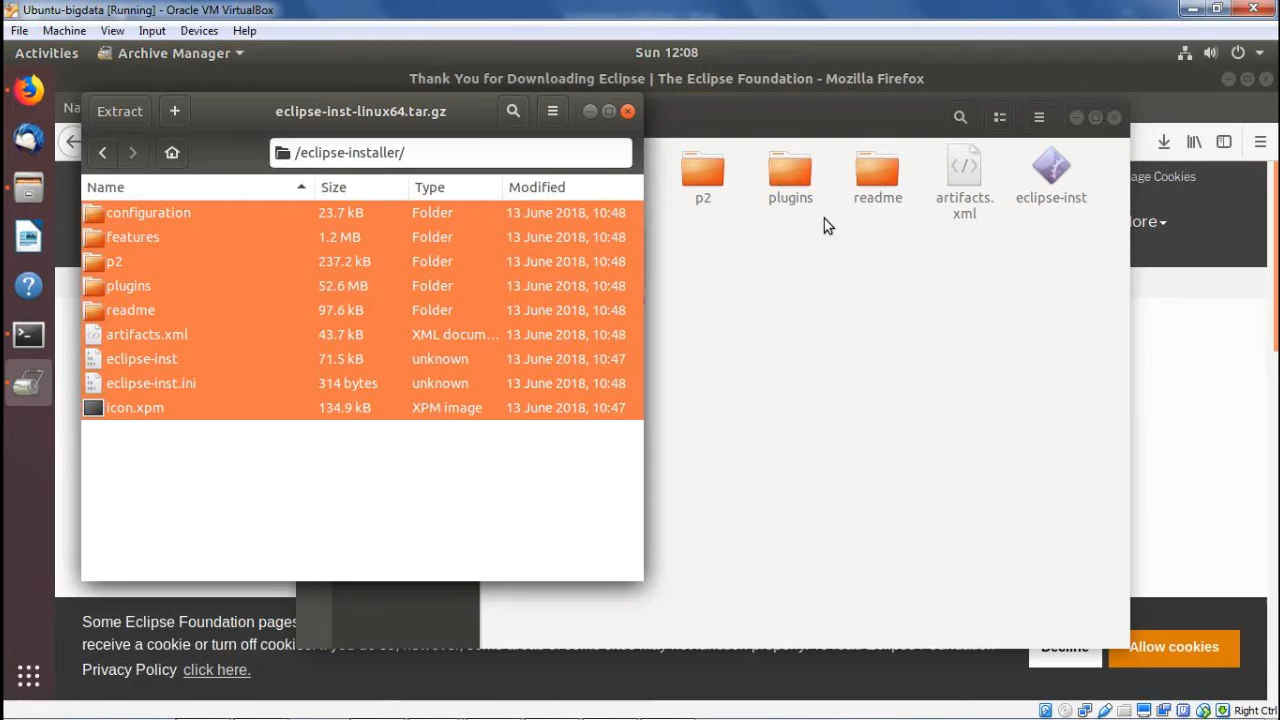 Ubuntu-bigdata [Running] - Oracle VM VirtualBox
File Machine View Input Devices Help
Activities Archive Manager Sun 12:08
Thank You for Downloading Eclipse | The Eclipse Foundation - Mozilla Firefox
Na
Extract + eclipse-inst-linux64.tar.gz
/eclipse-installer/
Name Size Type Modified
configuration 23.7 kB Folder 13 June 2018, 10:48
features 1.2 MB Folder 13 June 2018, 10:48
p2 237.2 kB Folder 13 June 2018, 10:48
plugins 52.6 MB Folder 13 June 2018, 10:48
readme 97.6 kB Folder 13 June 2018, 10:48
artifacts.xml 43.7 kB XML docum... 13 June 2018, 10:48
eclipse-inst 71.5 kB unknown 13 June 2018, 10:47
eclipse-inst.ini 314 bytes unknown 13 June 2018, 10:48
icon.xpm 134.9 kB XPM image 13 June 2018, 10:47
p2 plugins readme artifacts. eclipse-inst
xml
age Cookies
ore
Some Eclipse Foundation pages
receive a cookie or turn off cooki
Privacy Policy click here.
Decline Allow cookies
Right Ctrl